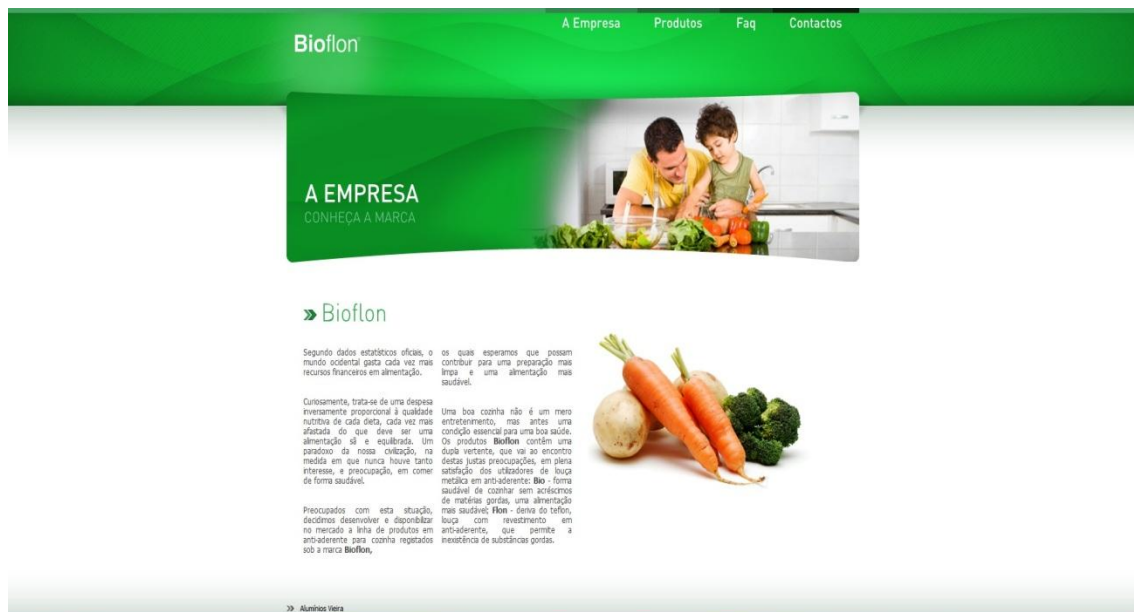 A Empresa Produtos Faq Contactos
Bioflon
A EMPRESA
CONHEÇA A MARCA
Bioflon
Segundo dados estatísticos oficiais, o
mundo ocidental gasta cada vez mais
recursos financeiros em alimentação.
Curiosamente, trata-se de uma despesa
inversamente proporcional à qualidade
nutritiva de cada dieta, cada vez mais
afastada do que deve ser uma
alimentação sã e equilibrada. Um
paradoxo da nossa civilização, na
medida em que nunca houve tanto
interesse, e preocupação, em comer
de forma saudável.
Preocupados com esta situação,
decidimos desenvolver e disponibilizar
no mercado a linha de produtos em
anti-aderente para cozinha registados
sob a marca Bioflon,
os quais esperamos que possam
contribuir para uma preparação mais
limpa e uma alimentação mais
saudável.
Uma boa cozinha não é um mero
entretenimento, mas antes uma
condição essencial para uma boa saúde.
Os produtos Bioflon contêm uma
dupla vertente, que vai ao encontro
destas justas preocupações, em plena
satisfação dos utilizadores de louça
metálica em anti-aderente: Bio - forma
saudável de cozinhar sem acréscimos
de matérias gordas, uma alimentação
mais saudável; Flon - deriva do teflon,
louça com revestimento em
anti-aderente, que permite a
inexistência de substâncias gordas.
Alumínios Vieira